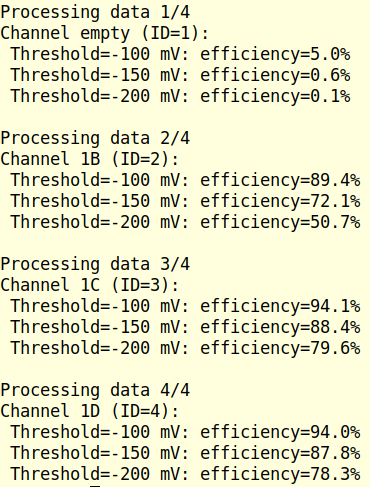 Processing data 1/4
Channel empty (ID=1):
 Threshold=-100 mV: efficiency=5.0%
 Threshold=-150 mV: efficiency=0.6%
 Threshold=-200 mV: efficiency=0.1%

Processing data 2/4
Channel 1B (ID=2):
 Threshold=-100 mV: efficiency=89.4%
 Threshold=-150 mV: efficiency=72.1%
 Threshold=-200 mV: efficiency=50.7%

Processing data 3/4
Channel 1C (ID=3):
 Threshold=-100 mV: efficiency=94.1%
 Threshold=-150 mV: efficiency=88.4%
 Threshold=-200 mV: efficiency=79.6%

Processing data 4/4
Channel 1D (ID=4):
 Threshold=-100 mV: efficiency=94.0%
 Threshold=-150 mV: efficiency=87.8%
 Threshold=-200 mV: efficiency=78.3%